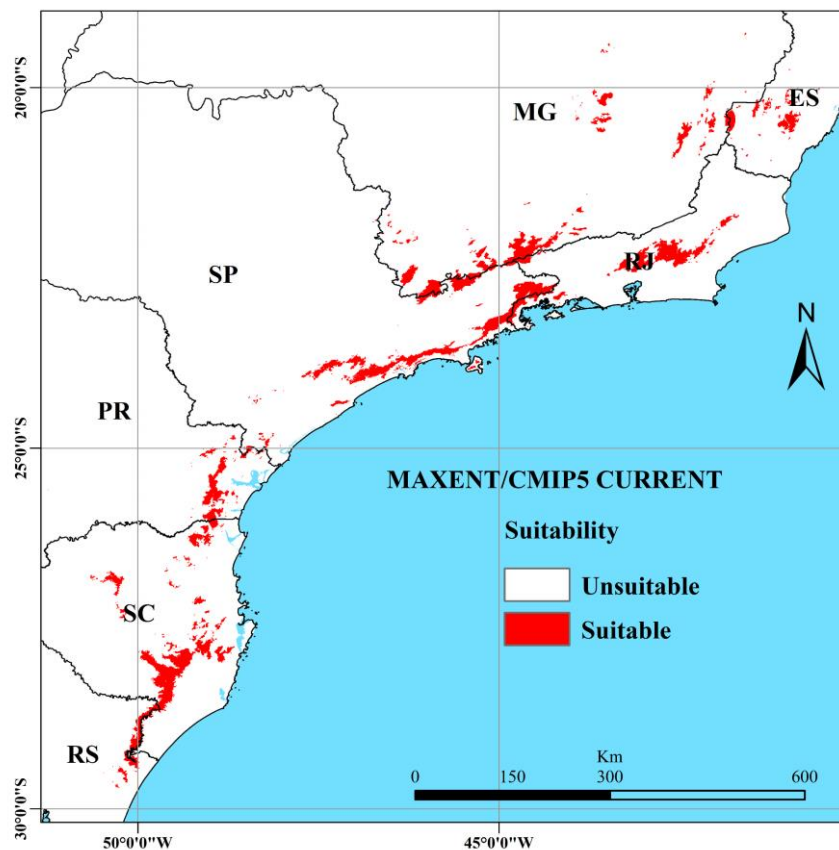 20°0'0"S
MG
ES
SP
RJ
N
PR
25°0'0"S
MAXENT/CMIP5 CURRENT
Suitability
Unsuitable
Suitable
SC
RS
Km
0 150 300 600
30°0'0"S
50°0'0"W 45°0'0"W